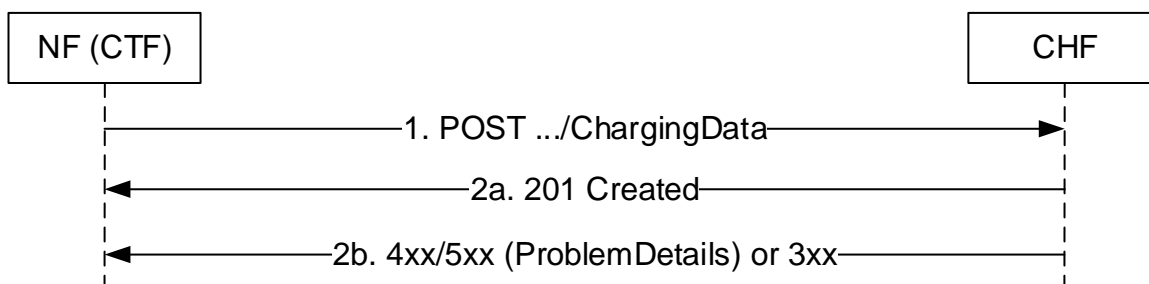 NF (CTF)
CHF
1. POST .../ChargingData
2a. 201 Created
2b. 4xx/5xx (ProblemDetails) or 3xx